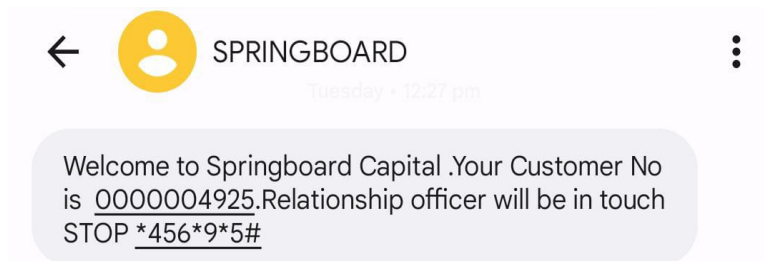 SPRINGBOARD
Tuesday • 12:27 pm
Welcome to Springboard Capital .Your Customer No
is 0000004925.Relationship officer will be in touch
STOP *456*9*5#